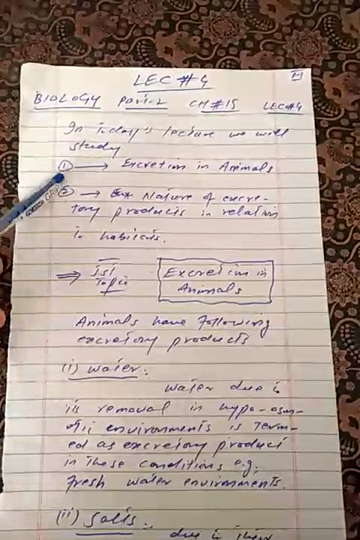 LEC # 4
BIOLOGY Part-2 CH # 15 LEC # 4
In today's lecture we will
study
① → Excretion in Animals
② → Nature of excre-
tory products in relation
to habitats.
⇒ Ist
Topic
Excretion in
Animals
Animals have following
excretory products
(i) Water:
Water due to
its removal in hypo-osm-
otic environments is term-
ed as excretory product
in these conditions e.g.
fresh water environments.
(ii) Salts:
due to their